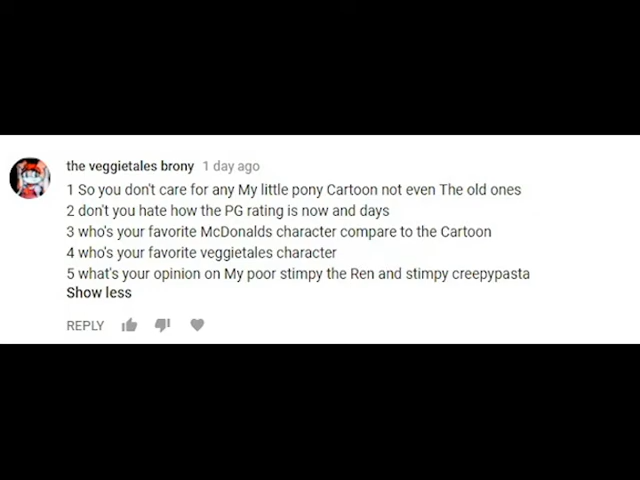 the veggietales brony 1 day ago
1 So you don't care for any My little pony Cartoon not even The old ones
2 don't you hate how the PG rating is now and days
3 who's your favorite McDonalds character compare to the Cartoon
4 who's your favorite veggietales character
5 what's your opinion on My poor stimpy the Ren and stimpy creepypasta
Show less
REPLY